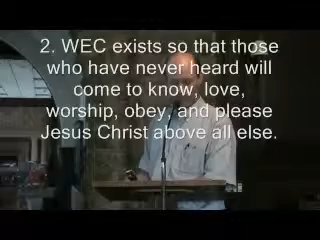 2. WEC exists so that those
who have never heard will
come to know, love,
worship, obey, and please
Jesus Christ above all else.